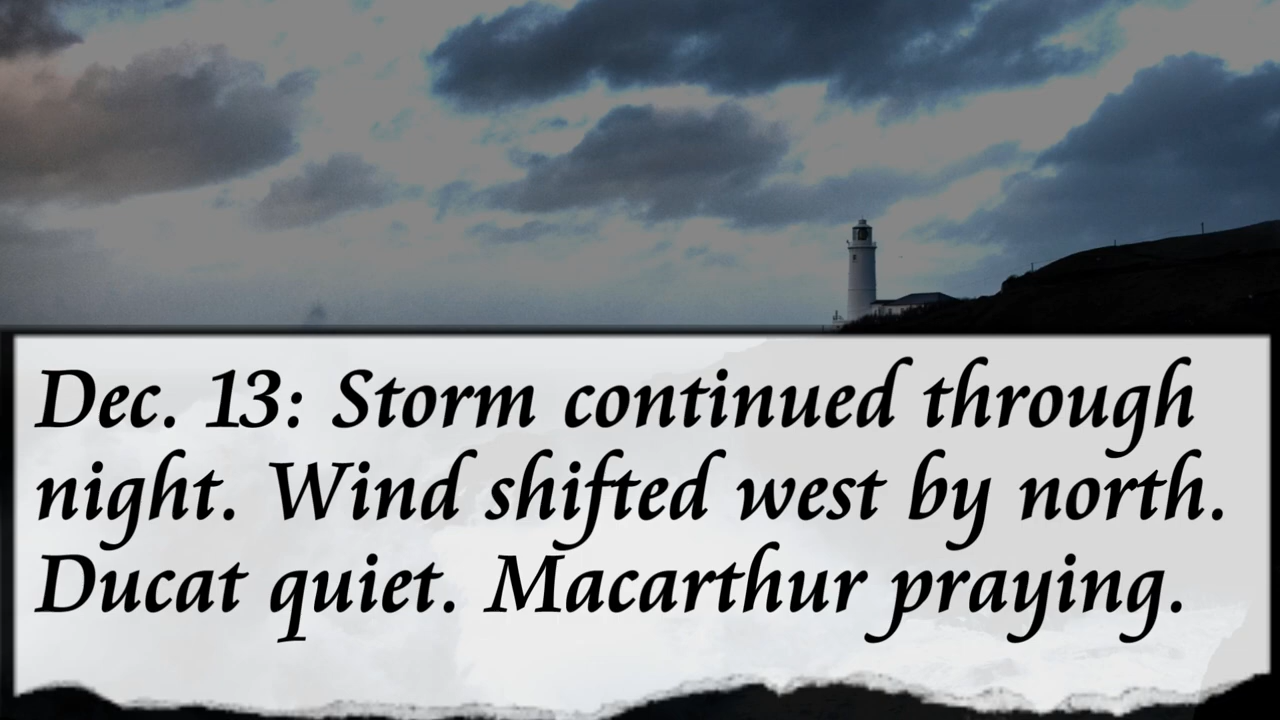 Dec. 13: Storm continued through
night. Wind shifted west by north.
Ducat quiet. Macarthur praying.